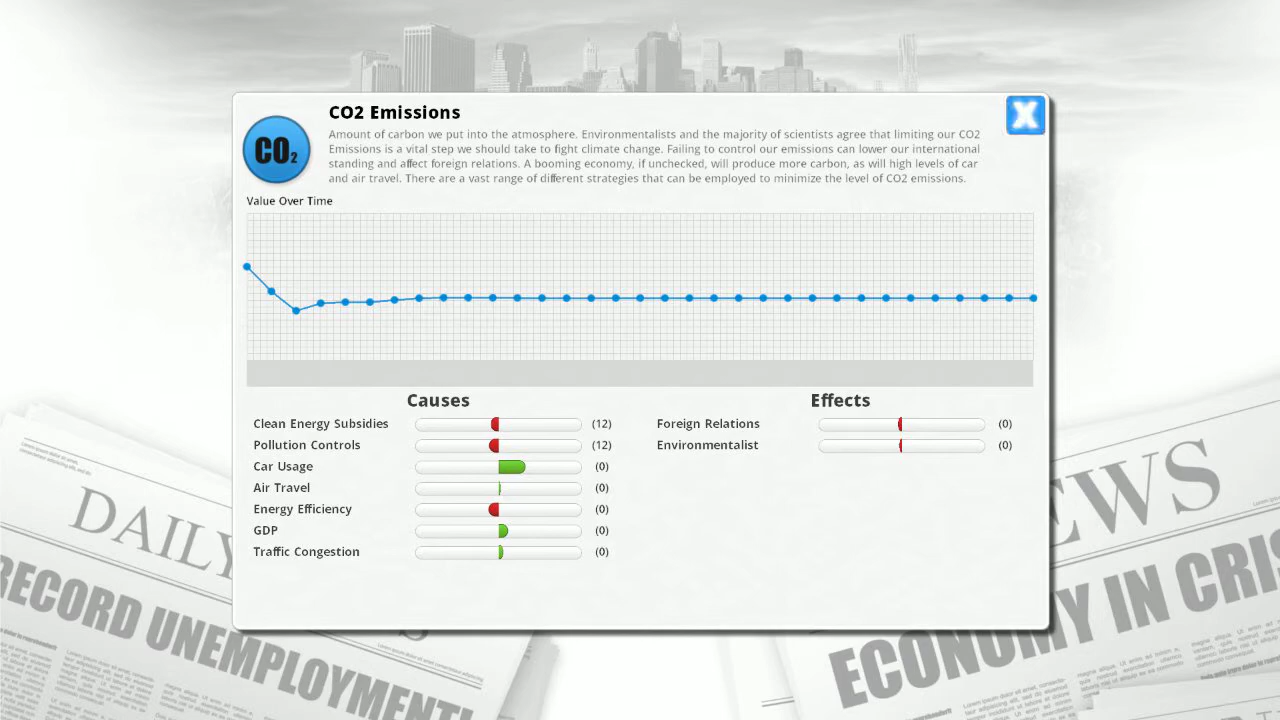 CO2 Emissions
CO2
Amount of carbon we put into the atmosphere. Environmentalists and the majority of scientists agree that limiting our CO2
Emissions is a vital step we should take to fight climate change. Failing to control our emissions can lower our international
standing and affect foreign relations. A booming economy, if unchecked, will produce more carbon, as will high levels of car
and air travel. There are a vast range of different strategies that can be employed to minimize the level of CO2 emissions.
X
Value Over Time
Causes
Clean Energy Subsidies (12)
Pollution Controls (12)
Car Usage (0)
Air Travel (0)
Energy Efficiency (0)
GDP (0)
Traffic Congestion (0)
Effects
Foreign Relations (0)
Environmentalist (0)
DAILY
RECORD UNEMPLOYMENT!
EWS
ECONOMY IN CRIS